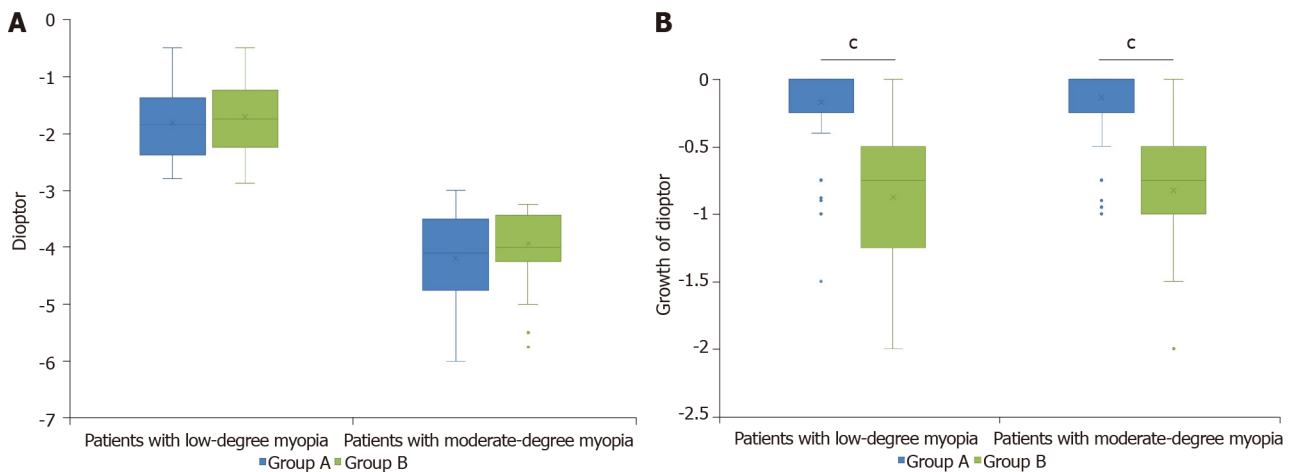 A
0
-1
-2
-3
-4
-5
-6
-7
Dioptor
Patients with low-degree myopia
Patients with moderate-degree myopia
Group A
Group B
B
c
c
0
-0.5
-1
-1.5
-2
-2.5
Growth of dioptor
Patients with low-degree myopia
Patients with moderate-degree myopia
Group A
Group B